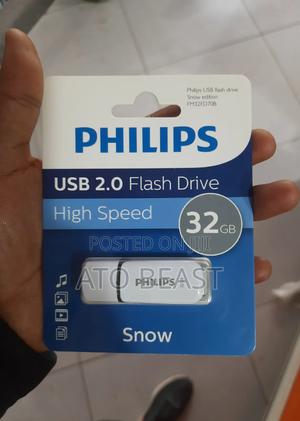 Philips USB flash drive
Snow edition
FM32FD70B
PHILIPS
USB 2.0 Flash Drive
High Speed
32GB
POSTED ON JIJI
ATO BEAST
PHILIPS
Snow